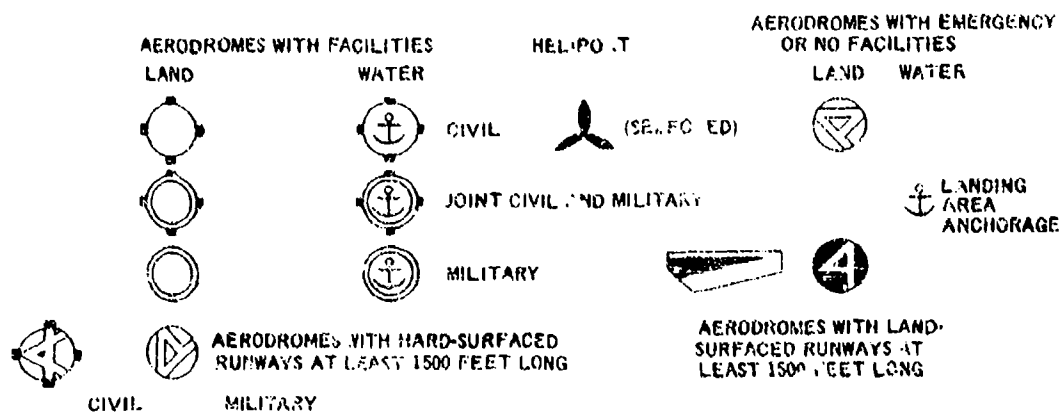 AERODROMES WITH FACILITIES
LAND WATER
HELIPO
AERODROMES WITH EMERGENCY
OR NO FACILITIES
LAND WATER
CIVIL
JOINT CIVIL AND MILITARY
LANDING
AREA
ANCHORAGE
MILITARY
4
AERODROMES WITH HARD-SURFACED
RUNWAYS AT LEAST 1500 FEET LONG
AERODROMES WITH LAND-
SURFACED RUNWAYS AT
LEAST 1500 FEET LONG
CIVIL MILITARY